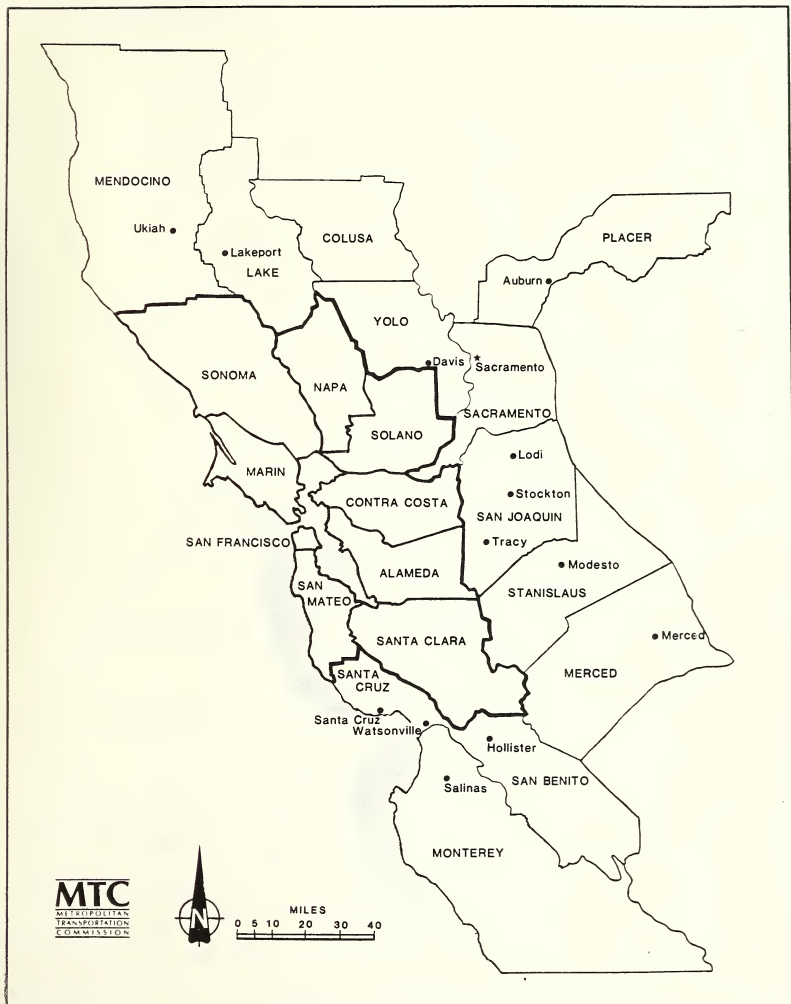 MENDOCINO
Ukiah
Lakeport
LAKE
COLUSA
PLACER
Auburn
YOLO
Davis
Sacramento
SACRAMENTO
SONOMA
NAPA
SOLANO
MARIN
Lodi
Stockton
SAN JOAQUIN
Tracy
CONTRA COSTA
SAN FRANCISCO
ALAMEDA
Modesto
STANISLAUS
SAN
MATEO
SANTA CLARA
Merced
MERCED
SANTA
CRUZ
Santa Cruz
Watsonville
Hollister
SAN BENITO
Salinas
MONTEREY
MTC
METROPOLITAN
TRANSPORTATION
COMMISSION
N
MILES
0 5 10 20 30 40